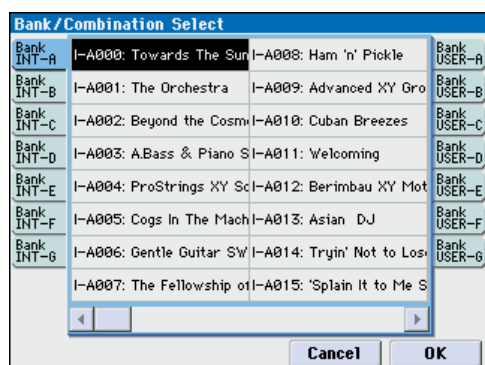 Bank/Combination Select
Bank INT-A
Bank INT-B
Bank INT-C
Bank INT-D
Bank INT-E
Bank INT-F
Bank INT-G
I-A000: Towards The Sun
I-A001: The Orchestra
I-A002: Beyond the Cosm
I-A003: A.Bass & Piano S
I-A004: ProStrings XY Sc
I-A005: Cogs In The Mach
I-A006: Gentle Guitar SW
I-A007: The Fellowship of
I-A008: Ham 'n' Pickle
I-A009: Advanced XY Gro
I-A010: Cuban Breezes
I-A011: Welcoming
I-A012: Berimbau XY Mot
I-A013: Asian DJ
I-A014: Tryin' Not to Los
I-A015: 'Splain It to Me S
Bank USER-A
Bank USER-B
Bank USER-C
Bank USER-D
Bank USER-E
Bank USER-F
Bank USER-G
Cancel
OK